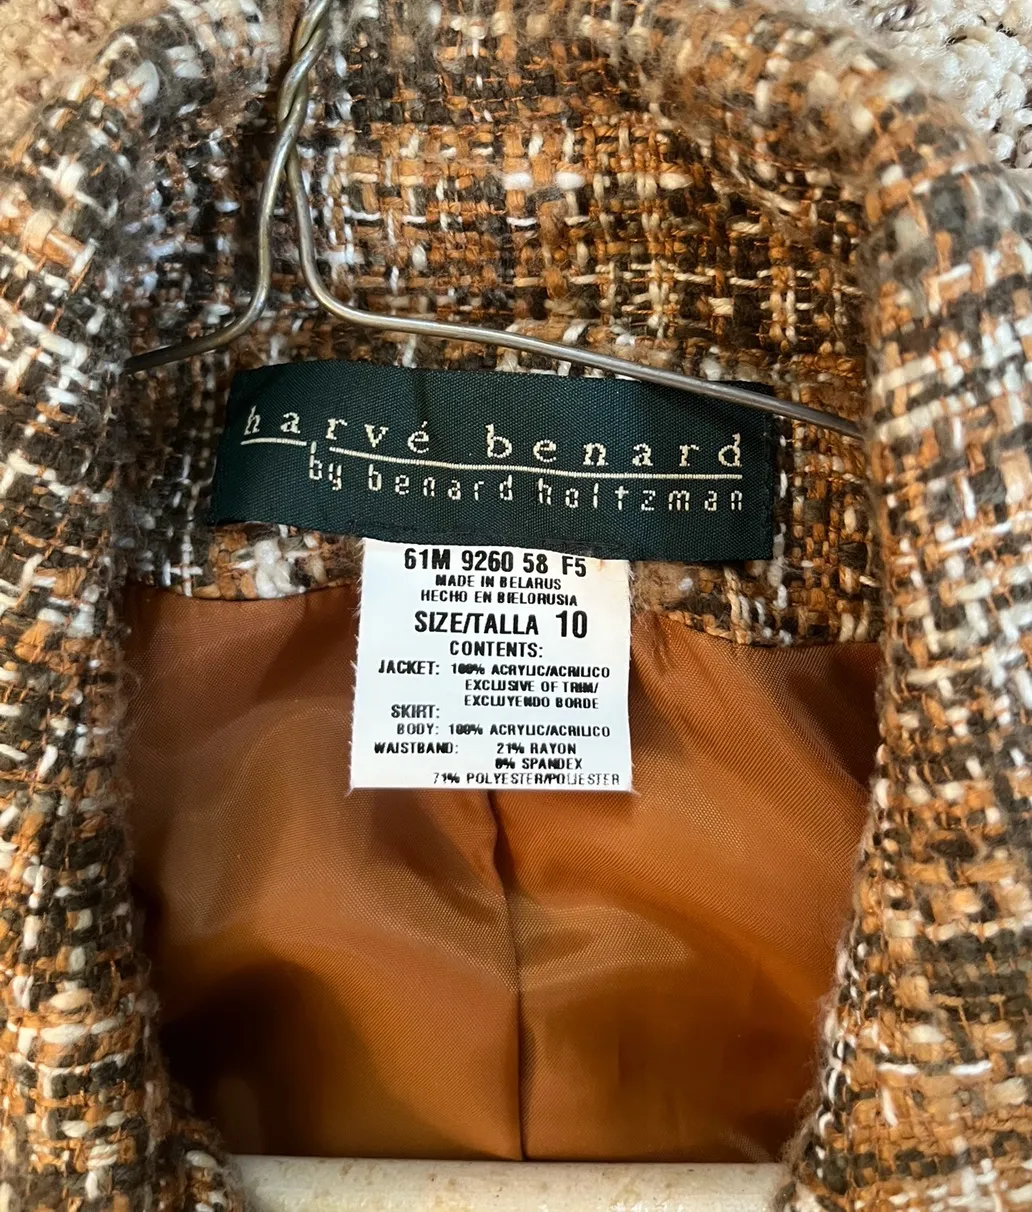 harvé benard
by benard holtzman
61M 9260 58 F5
MADE IN BELARUS
HECHO EN BIELORUSIA
SIZE/TALLA 10
CONTENTS:
JACKET: 100% ACRYLIC/ACRILICO
EXCLUSIVE OF TRIM/
EXCLUYENDO BORDE
SKIRT:
BODY: 100% ACRYLIC/ACRILICO
WAISTBAND: 21% RAYON
8% SPANDEX
71% POLYESTER/POLIESTER